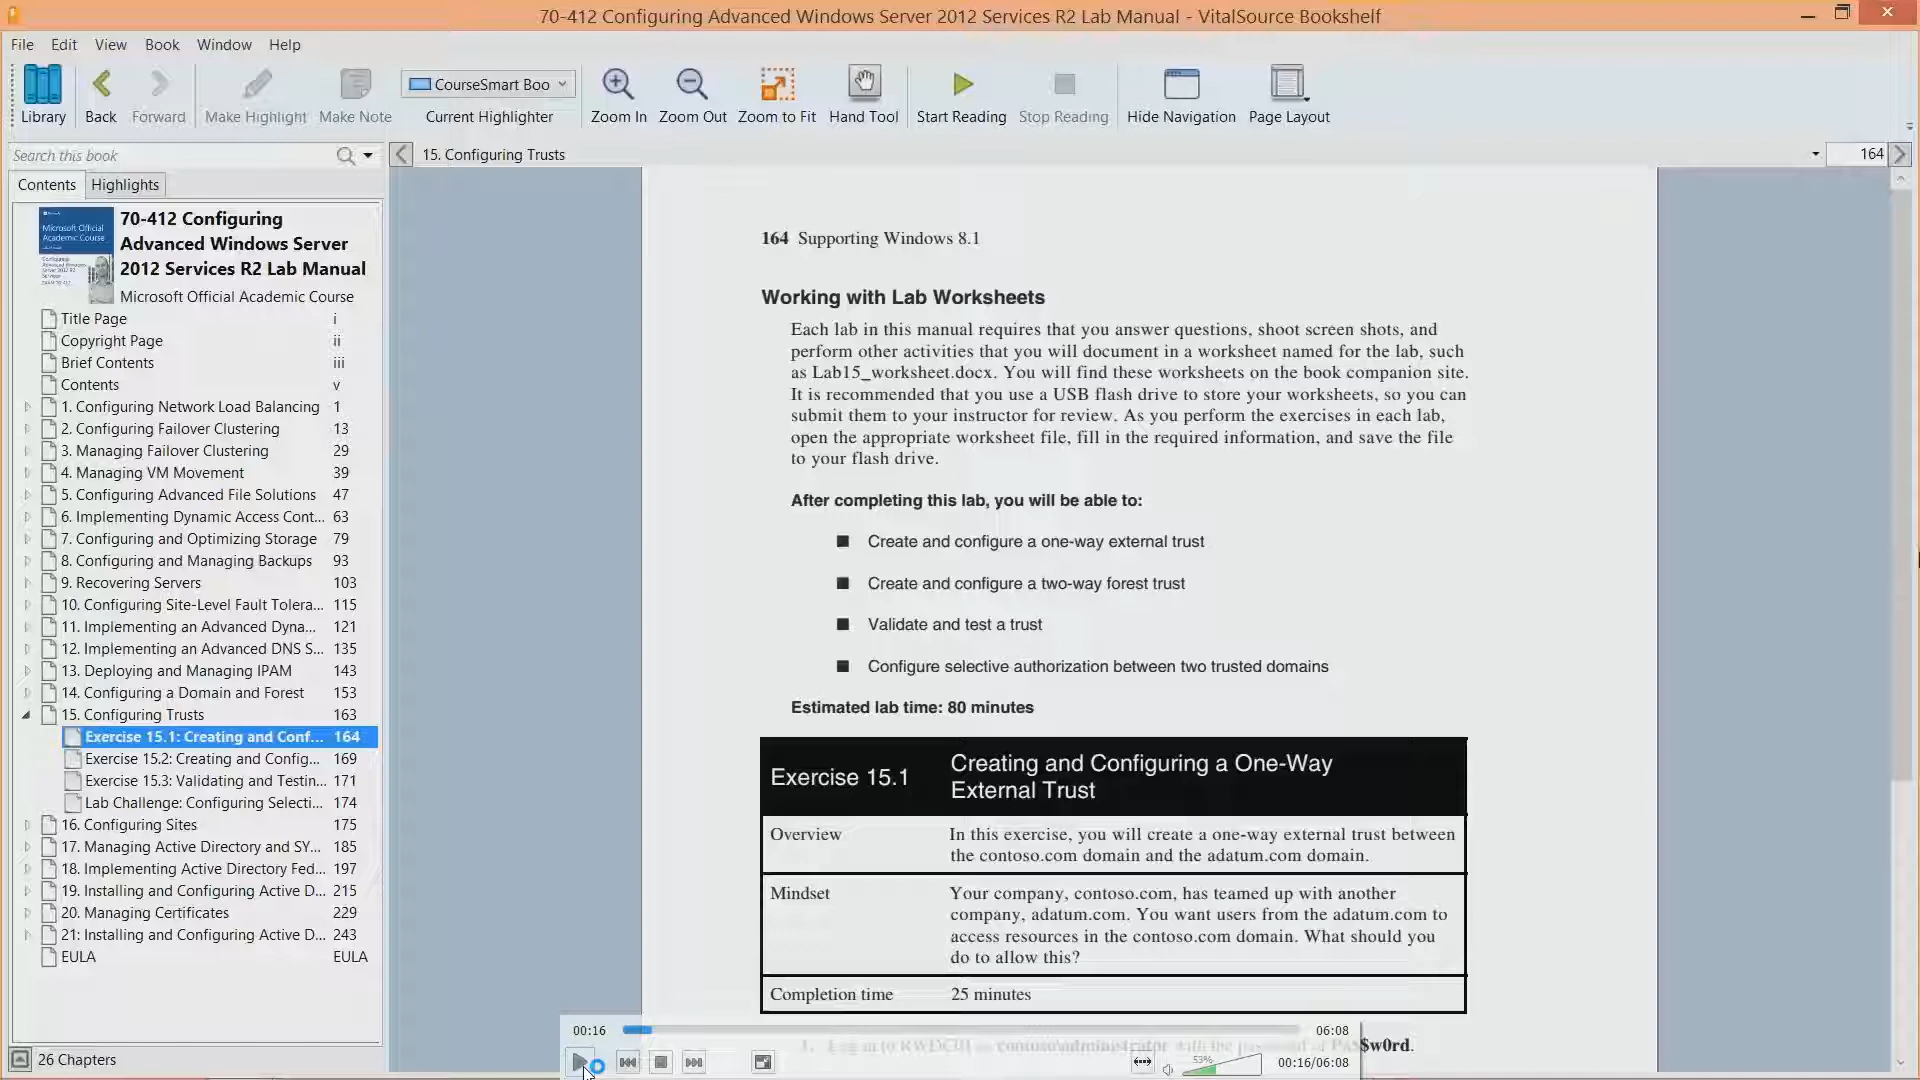 70-412 Configuring Advanced Windows Server 2012 Services R2 Lab Manual - VitalSource Bookshelf
File Edit View Book Window Help
CourseSmart Boo
Library Back Forward Make Highlight Make Note Current Highlighter Zoom In Zoom Out Zoom to Fit Hand Tool Start Reading Stop Reading Hide Navigation Page Layout
Search this book
15. Configuring Trusts 164
Contents Highlights
Microsoft Official
Academic Course
70-412 Configuring
Advanced Windows Server
2012 Services R2 Lab Manual
Microsoft Official Academic Course
Title Page i
Copyright Page ii
Brief Contents iii
Contents v
1. Configuring Network Load Balancing 1
2. Configuring Failover Clustering 13
3. Managing Failover Clustering 29
4. Managing VM Movement 39
5. Configuring Advanced File Solutions 47
6. Implementing Dynamic Access Cont... 63
7. Configuring and Optimizing Storage 79
8. Configuring and Managing Backups 93
9. Recovering Servers 103
10. Configuring Site-Level Fault Tolera... 115
11. Implementing an Advanced Dyna... 121
12. Implementing an Advanced DNS S... 135
13. Deploying and Managing IPAM 143
14. Configuring a Domain and Forest 153
15. Configuring Trusts 163
Exercise 15.1: Creating and Conf... 164
Exercise 15.2: Creating and Config... 169
Exercise 15.3: Validating and Testin... 171
Lab Challenge: Configuring Selecti... 174
16. Configuring Sites 175
17. Managing Active Directory and SY... 185
18. Implementing Active Directory Fed... 197
19. Installing and Configuring Active D... 215
20. Managing Certificates 229
21: Installing and Configuring Active D... 243
EULA EULA
26 Chapters
164 Supporting Windows 8.1
Working with Lab Worksheets
Each lab in this manual requires that you answer questions, shoot screen shots, and
perform other activities that you will document in a worksheet named for the lab, such
as Lab15_worksheet.docx. You will find these worksheets on the book companion site.
It is recommended that you use a USB flash drive to store your worksheets, so you can
submit them to your instructor for review. As you perform the exercises in each lab,
open the appropriate worksheet file, fill in the required information, and save the file
to your flash drive.
After completing this lab, you will be able to:
■ Create and configure a one-way external trust
■ Create and configure a two-way forest trust
■ Validate and test a trust
■ Configure selective authorization between two trusted domains
Estimated lab time: 80 minutes
Exercise 15.1 Creating and Configuring a One-Way
External Trust
Overview In this exercise, you will create a one-way external trust between
the contoso.com domain and the adatum.com domain.
Mindset Your company, contoso.com, has teamed up with another
company, adatum.com. You want users from the adatum.com to
access resources in the contoso.com domain. What should you
do to allow this?
Completion time 25 minutes
1. Log in to RWDC01 as contoso\administrator with the password of Pa$$w0rd.
00:16 06:08
53% 00:16/06:08